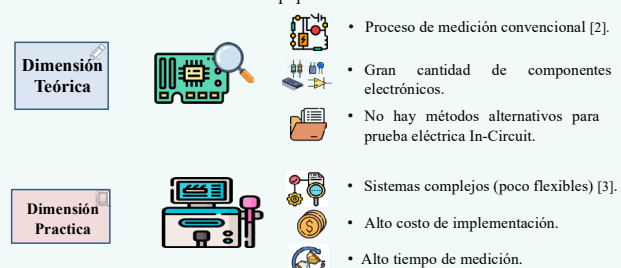 Dimensión
Teórica
• Proceso de medición convencional [2].
• Gran cantidad de componentes
electrónicos.
• No hay métodos alternativos para
prueba eléctrica In-Circuit.
Dimensión
Practica
• Sistemas complejos (poco flexibles) [3].
• Alto costo de implementación.
• Alto tiempo de medición.